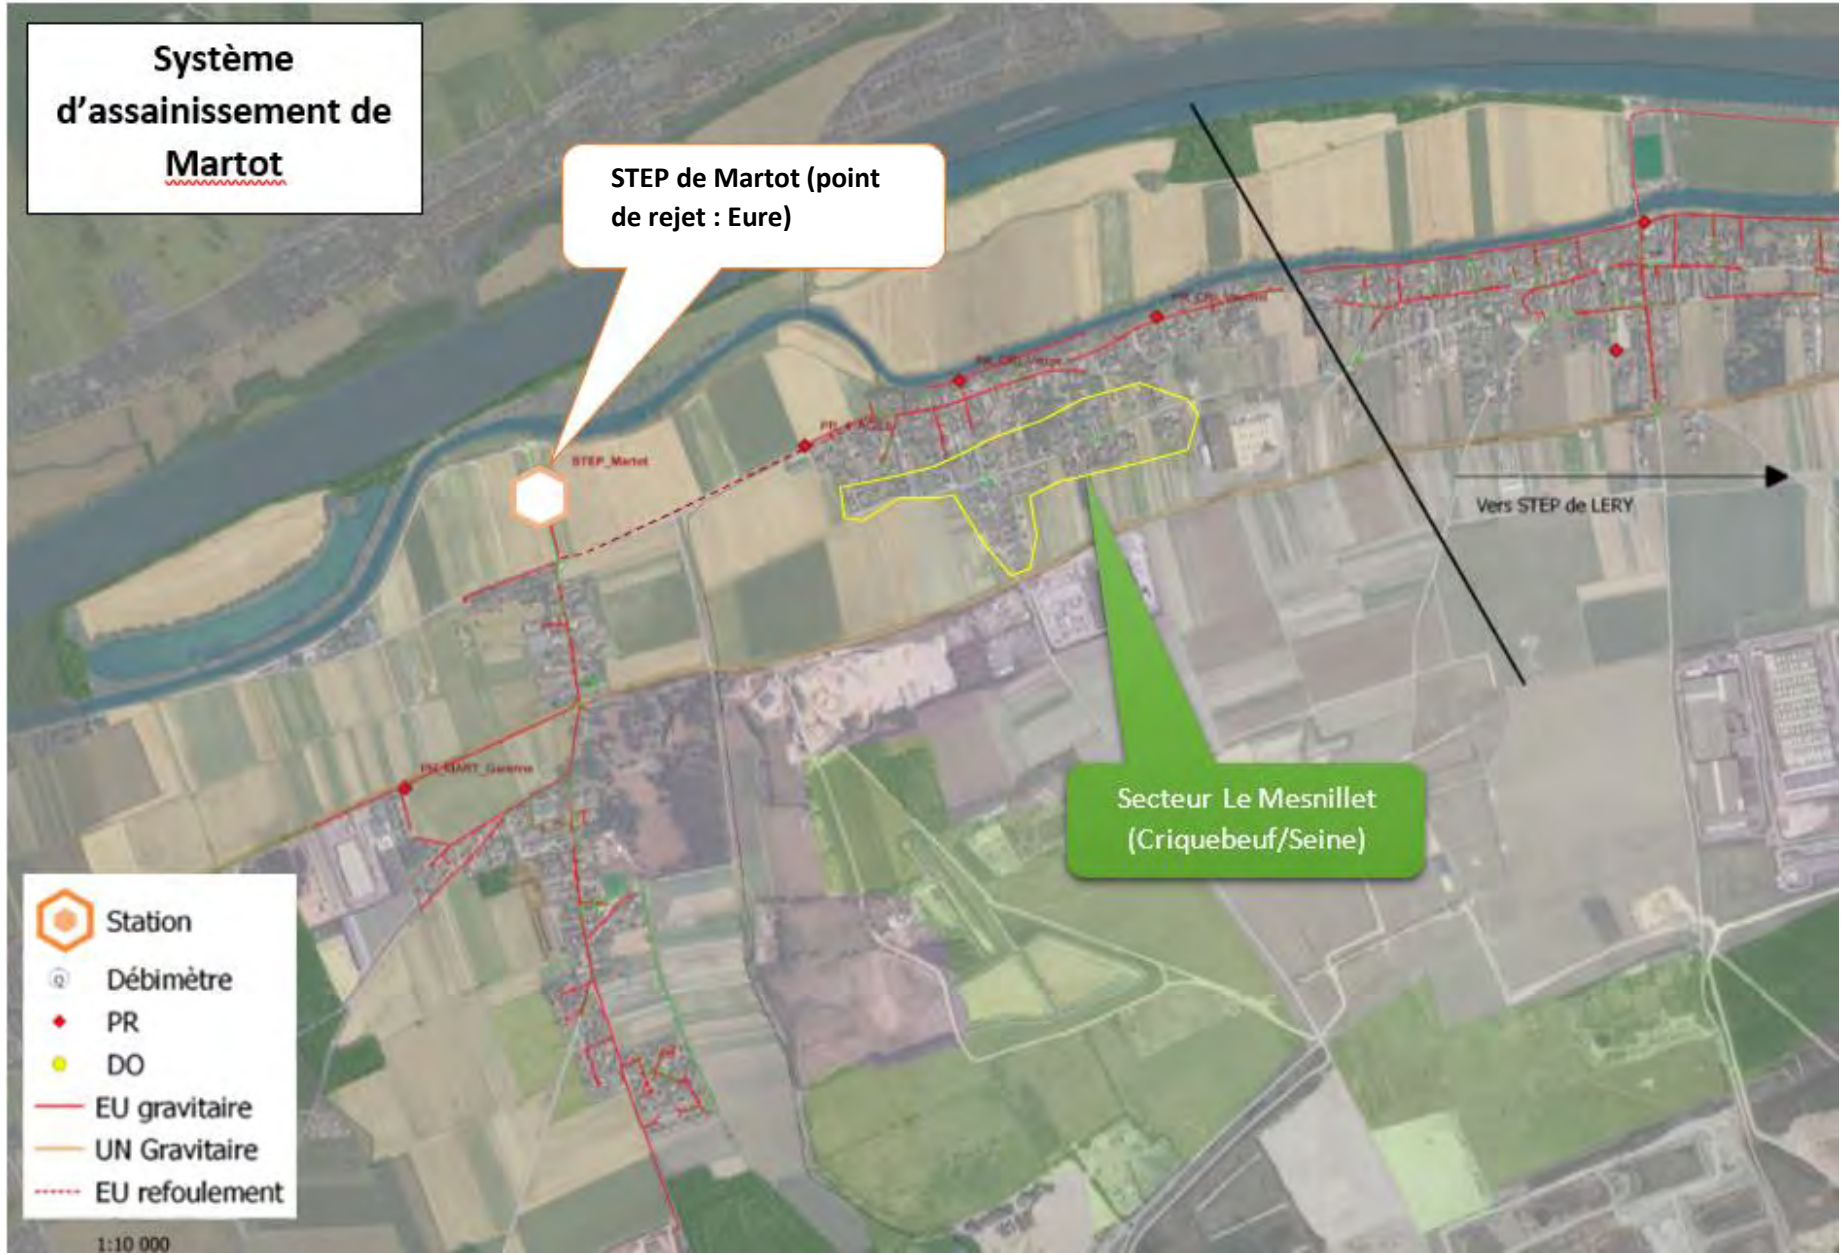 Système
d'assainissement de
Martot
STEP de Martot (point
de rejet : Eure)
STEP_Martot
Vers STEP de LERY
PR_MART_Garenne
Secteur Le Mesnillet
(Criquebeuf/Seine)
Station
Q
Débimètre
PR
DO
EU gravitaire
UN Gravitaire
EU refoulement
1:10 000